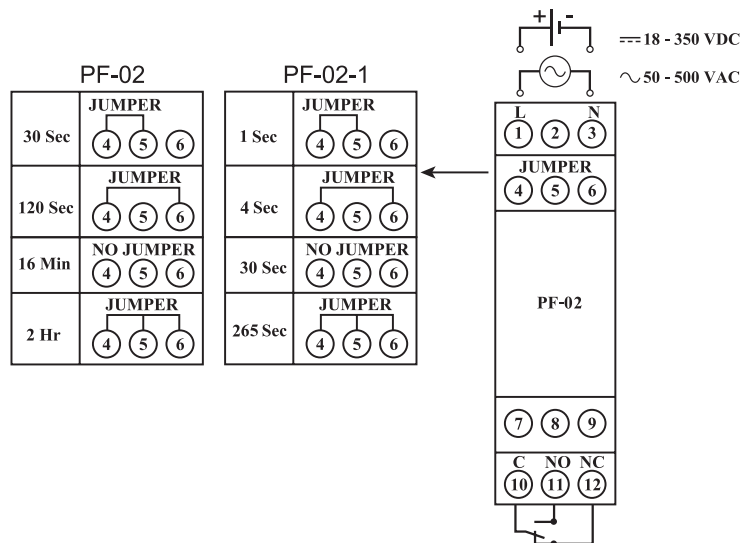 PF-02
30 Sec
JUMPER
4 5 6
120 Sec
JUMPER
4 5 6
16 Min
NO JUMPER
4 5 6
2 Hr
JUMPER
4 5 6
PF-02-1
1 Sec
JUMPER
4 5 6
4 Sec
JUMPER
4 5 6
30 Sec
NO JUMPER
4 5 6
265 Sec
JUMPER
4 5 6
+ -
18 - 350 VDC
50 - 500 VAC
L N
1 2 3
JUMPER
4 5 6
PF-02
7 8 9
C NO NC
10 11 12